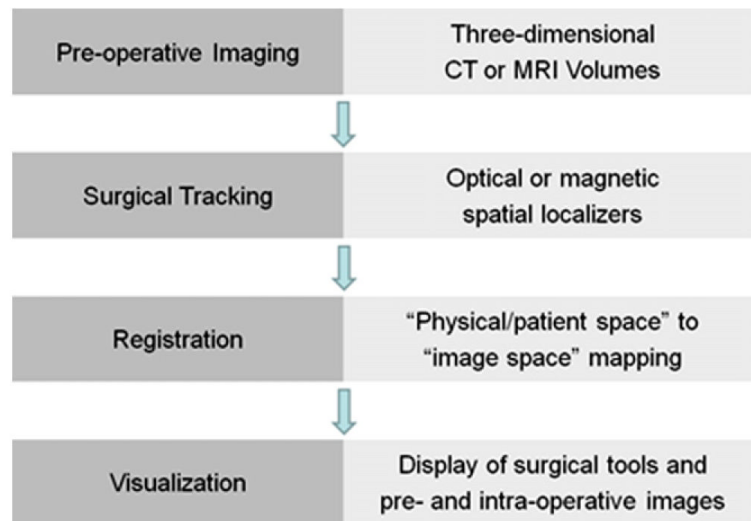 Pre-operative Imaging
Three-dimensional
CT or MRI Volumes
Surgical Tracking
Optical or magnetic
spatial localizers
Registration
“Physical/patient space” to
“image space” mapping
Visualization
Display of surgical tools and
pre- and intra-operative images